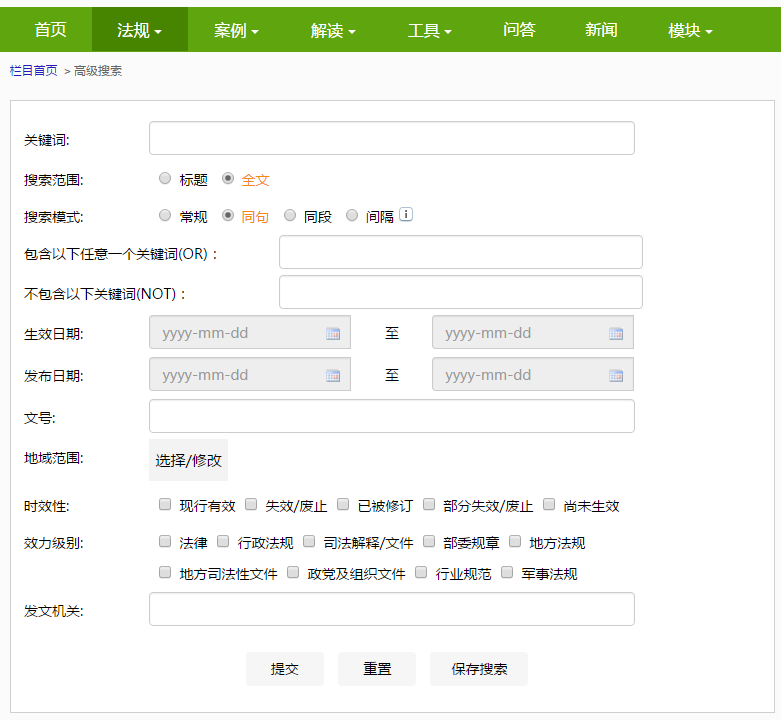 首页 法规 案例 解读 工具 问答 新闻 模块
栏目首页 > 高级搜索
关键词:
搜索范围: 标题 全文
搜索模式: 常规 同句 同段 间隔 i
包含以下任意一个关键词(OR)：
不包含以下关键词(NOT)：
生效日期: yyyy-mm-dd 至 yyyy-mm-dd
发布日期: yyyy-mm-dd 至 yyyy-mm-dd
文号:
地域范围: 选择/修改
时效性: 现行有效 失效/废止 已被修订 部分失效/废止 尚未生效
效力级别: 法律 行政法规 司法解释/文件 部委规章 地方法规
地方司法性文件 政党及组织文件 行业规范 军事法规
发文机关:
提交 重置 保存搜索